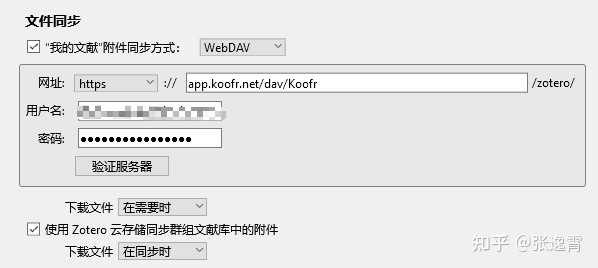 文件同步
“我的文献”附件同步方式: WebDAV
网址: https :// app.koofr.net/dav/Koofr /zotero/
用户名:
密码: ●●●●●●●●●●●●●●●●
验证服务器
下载文件 在需要时
使用 Zotero 云存储同步群组文献库中的附件
下载文件 在同步时
知乎 @张逸霄